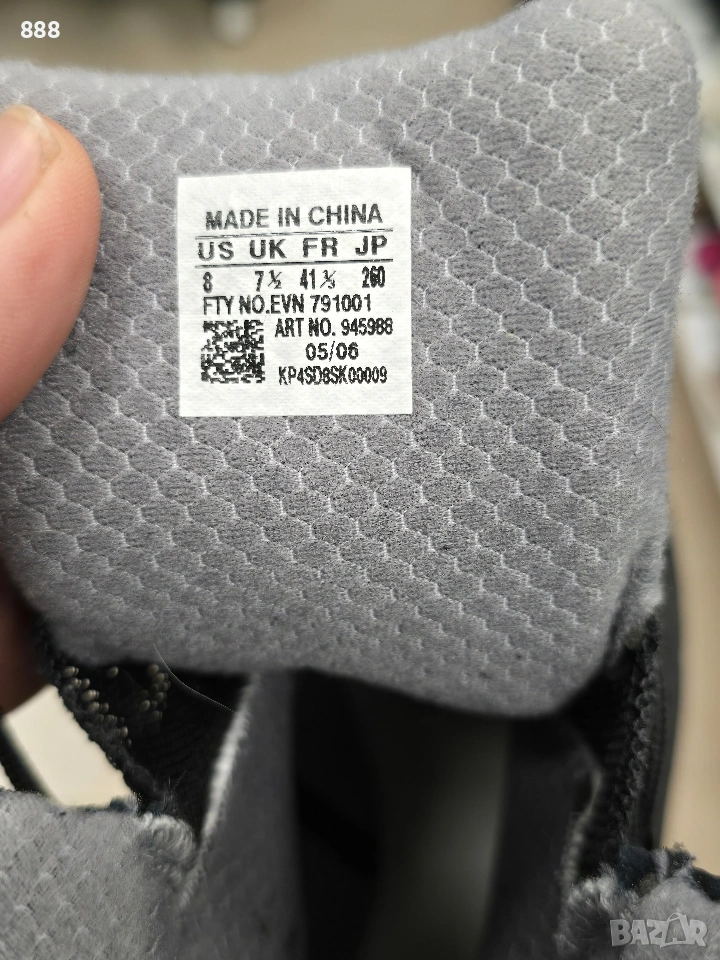 888
MADE IN CHINA
US UK FR JP
8 7½ 41⅓ 260
FTY NO.EVN 791001
ART NO. 945988
05/06
KP4SD8SK00009
BAZAR